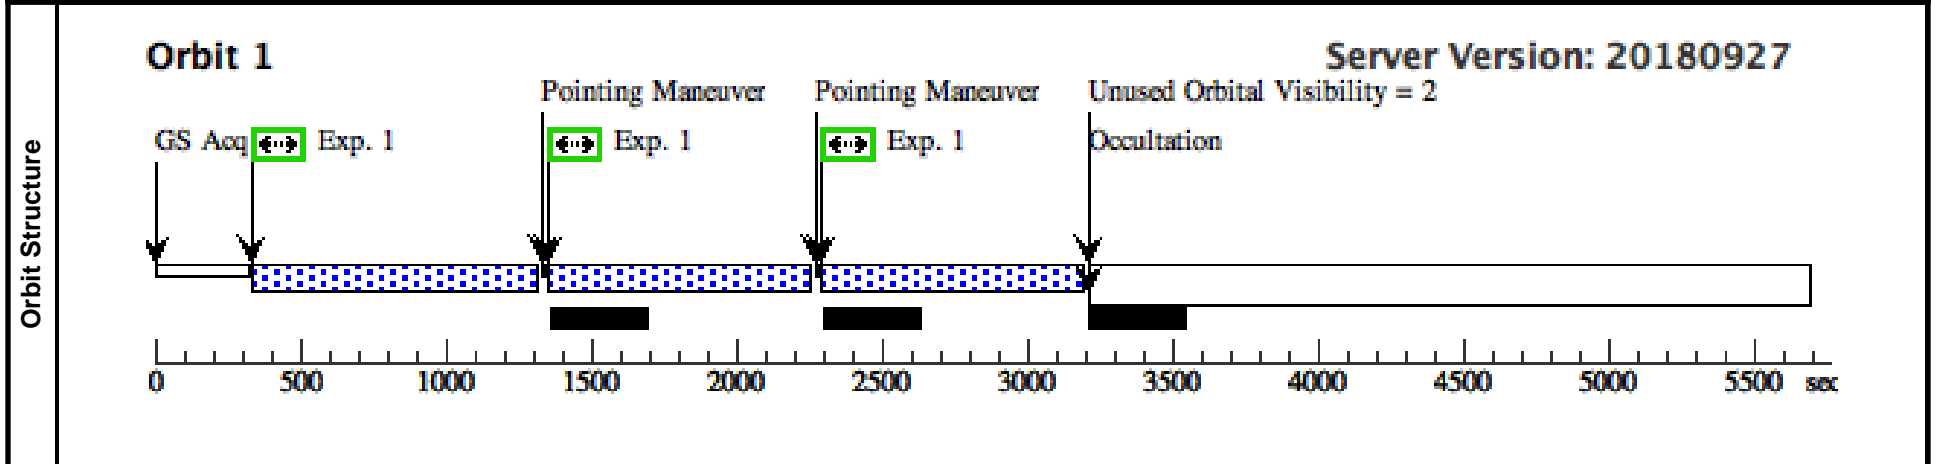 Orbit Structure
Orbit 1
Server Version: 20180927
Pointing Maneuver
Pointing Maneuver
Unused Orbital Visibility = 2
GS Acq
Exp. 1
Exp. 1
Exp. 1
Occultation
0 500 1000 1500 2000 2500 3000 3500 4000 4500 5000 5500 sec